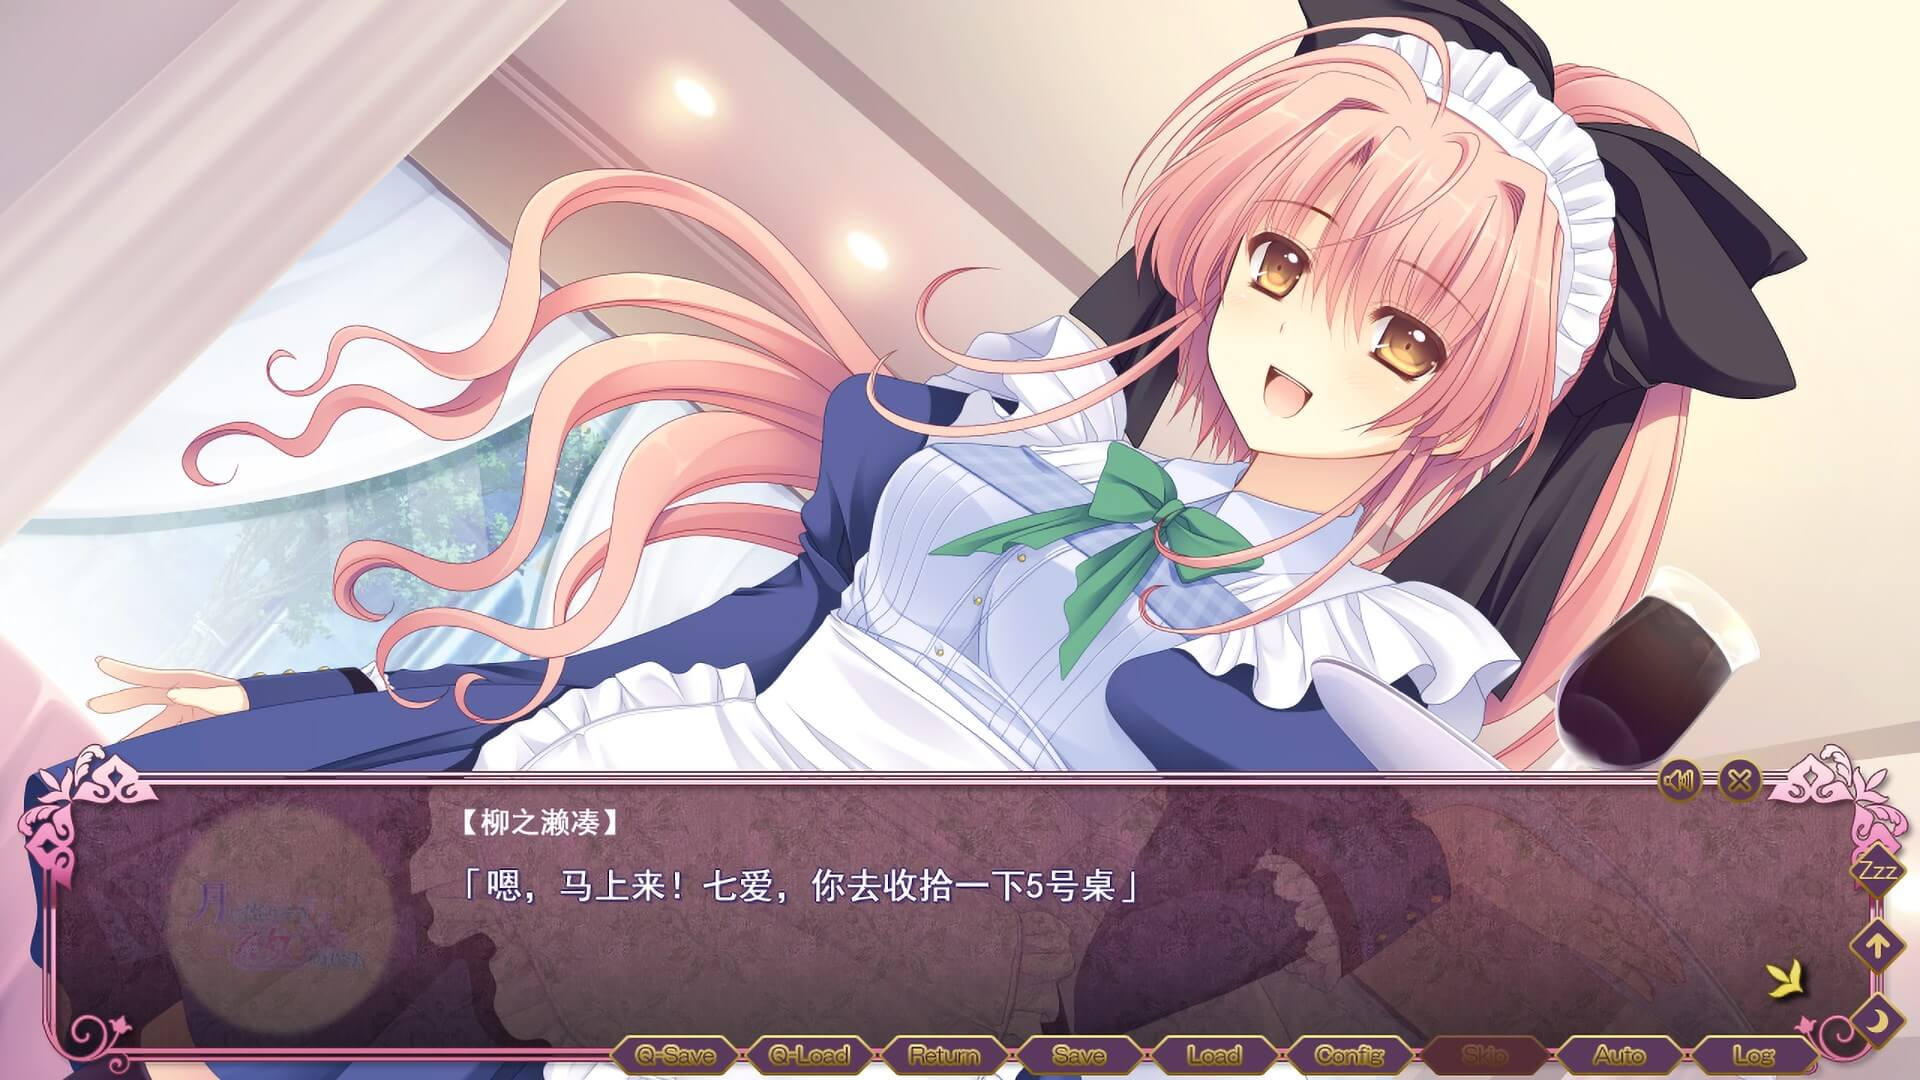 【柳之濑凑】
「嗯，马上来！七爱，你去收拾一下5号桌」
Zzz
Q-Save
Q-Load
Return
Save
Load
Config
Skip
Auto
Log